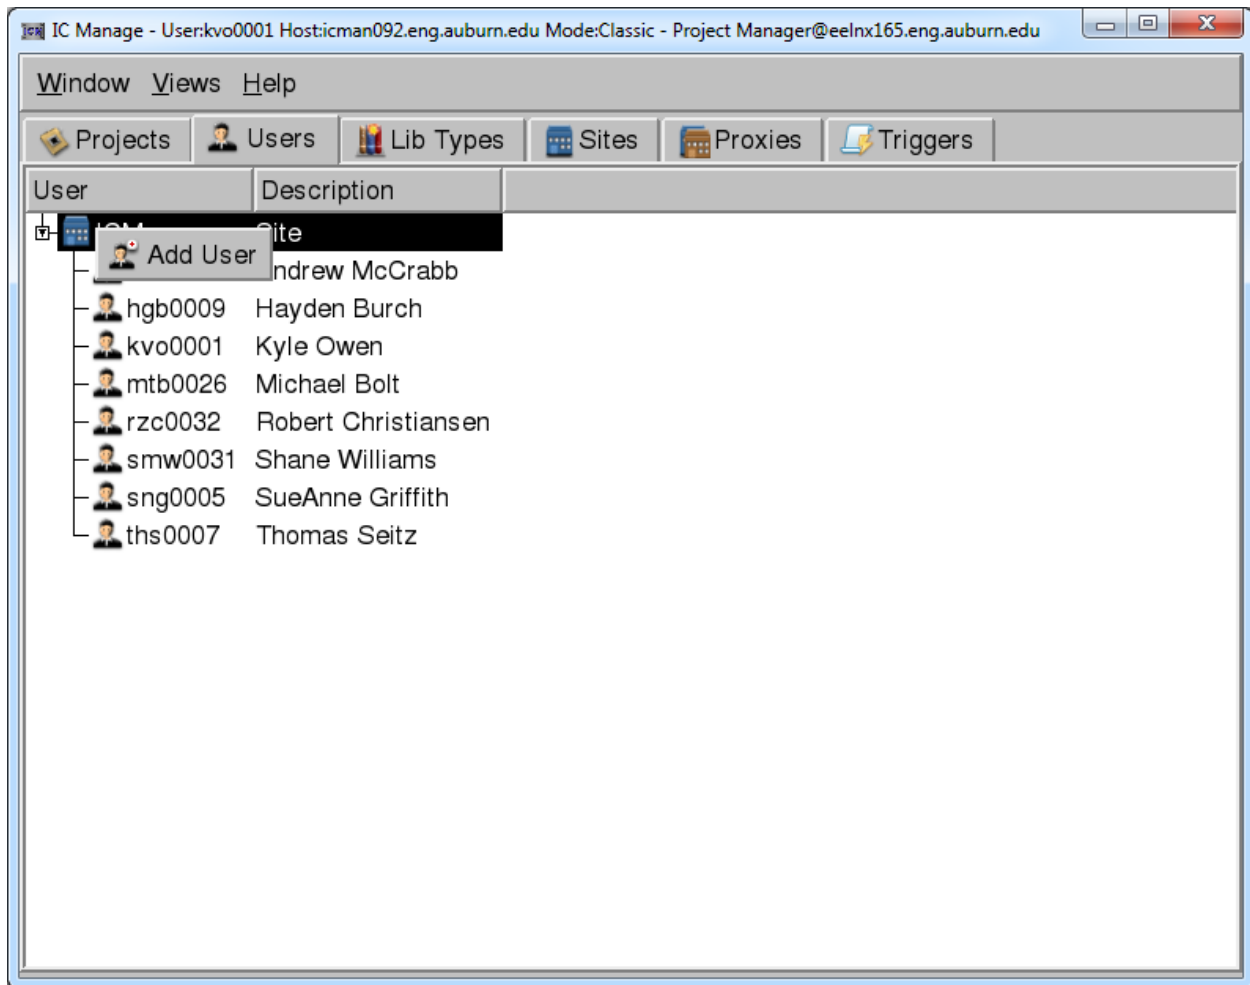 IC Manage - User:kvo0001 Host:icman092.eng.auburn.edu Mode:Classic - Project Manager@eelnx165.eng.auburn.edu
Window Views Help
Projects Users Lib Types Sites Proxies Triggers
User Description
Site
Add User
McCrabb
hgb0009 Hayden Burch
kvo0001 Kyle Owen
mtb0026 Michael Bolt
rzc0032 Robert Christiansen
smw0031 Shane Williams
sng0005 SueAnne Griffith
ths0007 Thomas Seitz